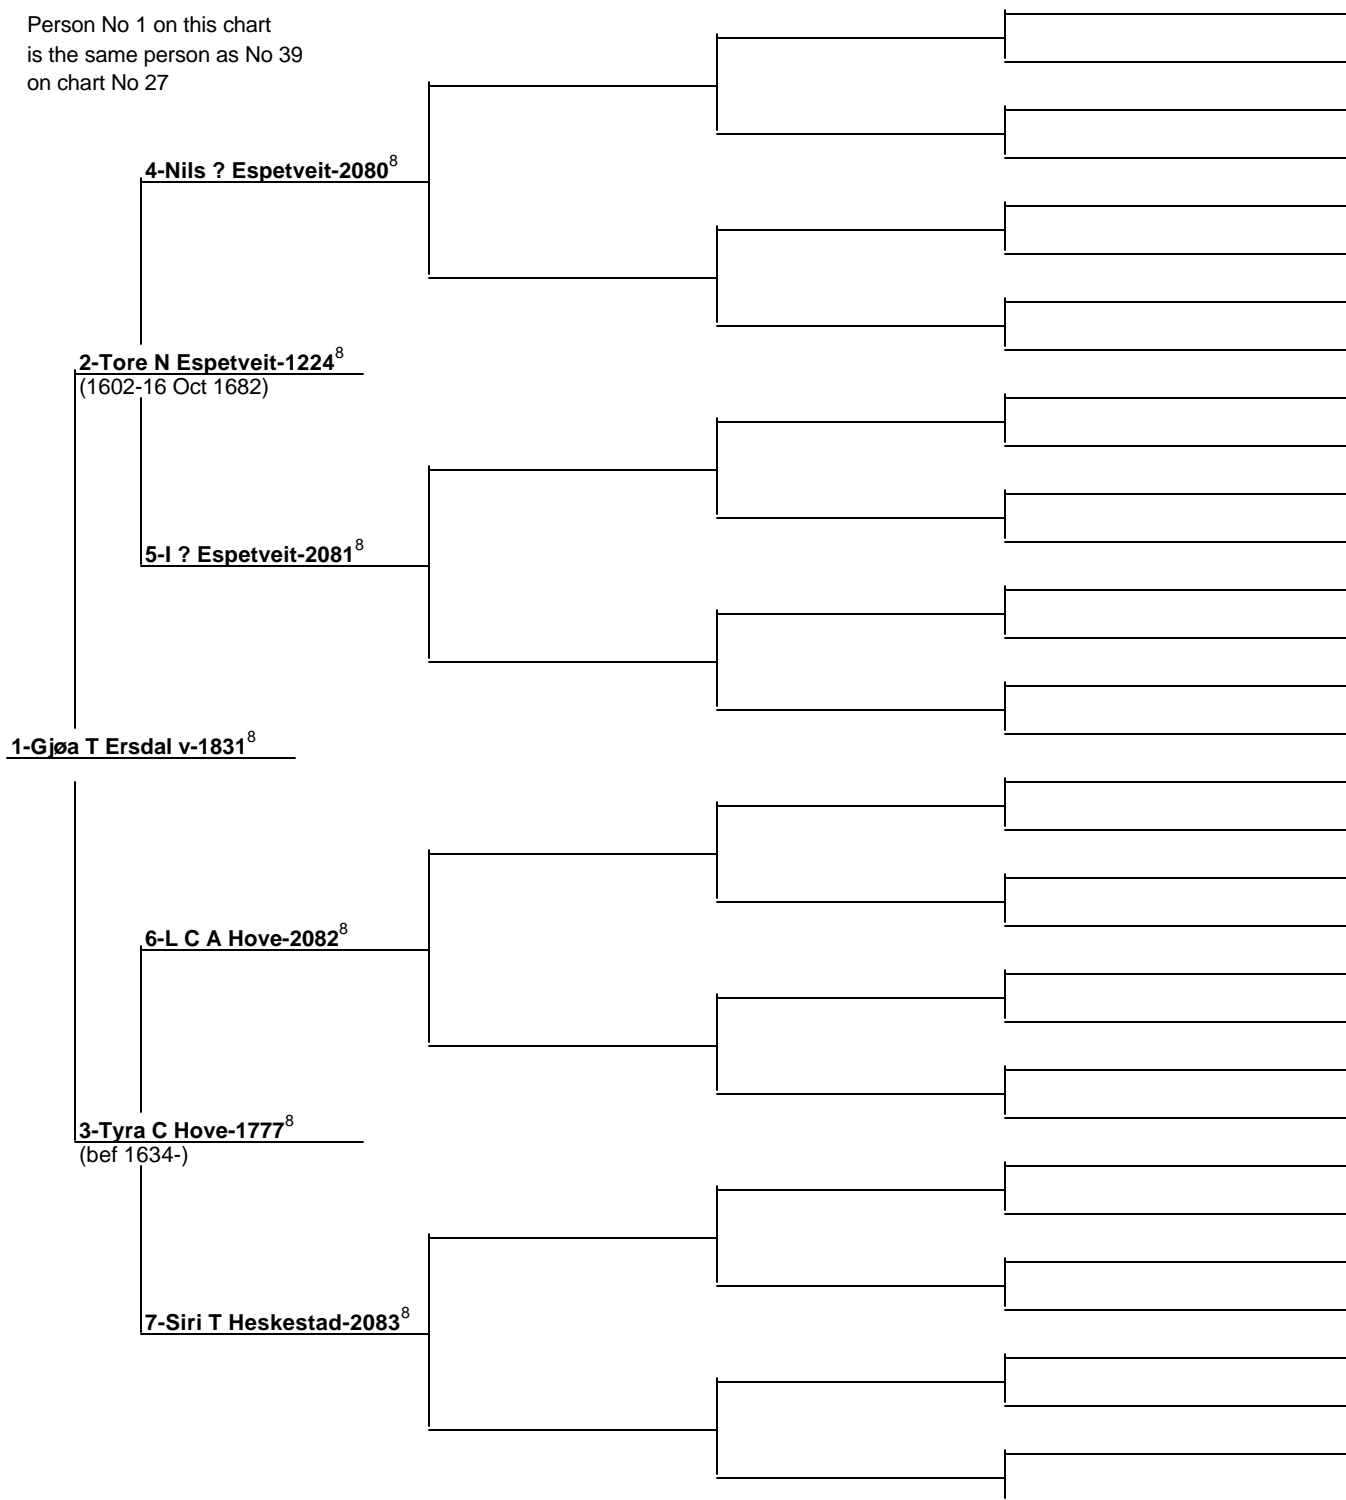 Person No 1 on this chart
is the same person as No 39
on chart No 27
4-Nils ? Espetveit-2080⁸
2-Tore N Espetveit-1224⁸
(1602-16 Oct 1682)
5-I ? Espetveit-2081⁸
1-Gjøa T Ersdal v-1831⁸
6-L C A Hove-2082⁸
3-Tyra C Hove-1777⁸
(bef 1634-)
7-Siri T Heskestad-2083⁸